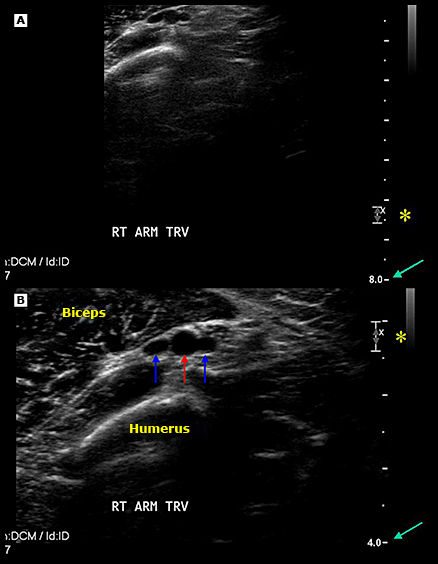 A
X
*
RT ARM TRV
ı:DCM / Id:ID
7
8.0
B
Biceps
X
*
Humerus
RT ARM TRV
ı:DCM / Id:ID
7
4.0